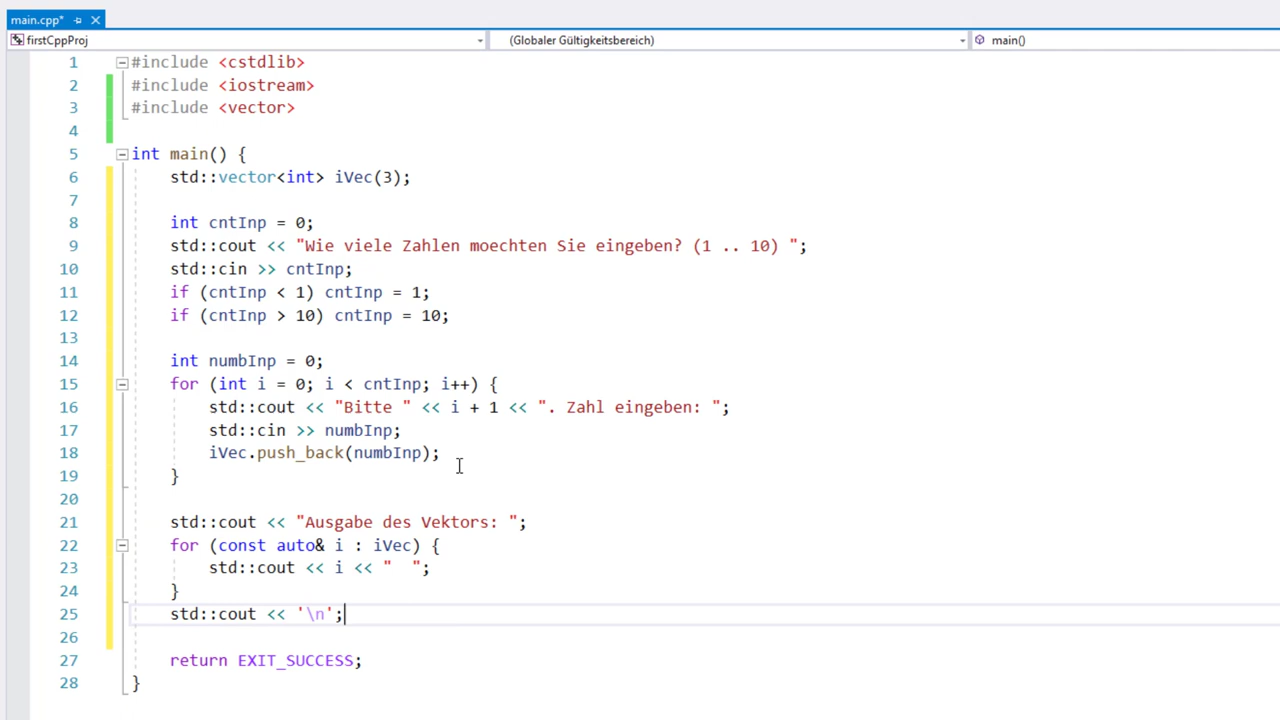 main.cpp*
firstCppProj (Globaler Gültigkeitsbereich) main()
1 #include <cstdlib>
2 #include <iostream>
3 #include <vector>
4
5 int main() {
6 std::vector<int> iVec(3);
7
8 int cntInp = 0;
9 std::cout << "Wie viele Zahlen moechten Sie eingeben? (1 .. 10) ";
10 std::cin >> cntInp;
11 if (cntInp < 1) cntInp = 1;
12 if (cntInp > 10) cntInp = 10;
13
14 int numbInp = 0;
15 for (int i = 0; i < cntInp; i++) {
16 std::cout << "Bitte " << i + 1 << ". Zahl eingeben: ";
17 std::cin >> numbInp;
18 iVec.push_back(numbInp);
19 }
20
21 std::cout << "Ausgabe des Vektors: ";
22 for (const auto& i : iVec) {
23 std::cout << i << "  ";
24 }
25 std::cout << '\n';
26
27 return EXIT_SUCCESS;
28 }